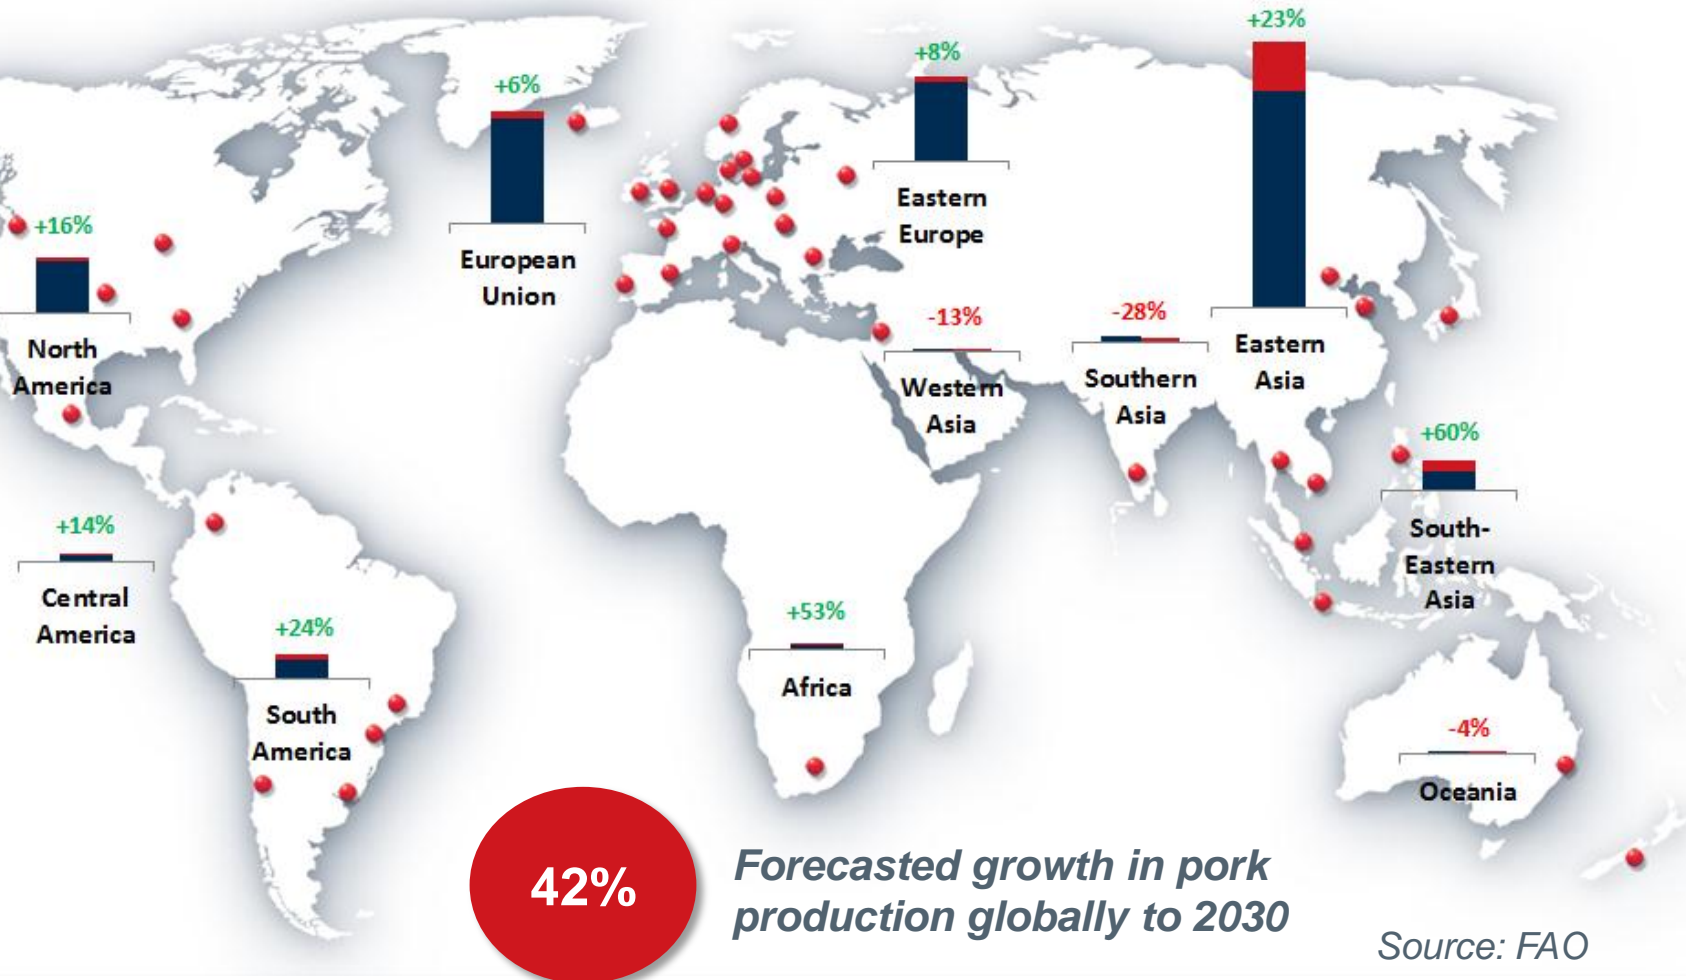 +23%
+8%
+6%
Eastern
Europe
+16%
European
Union
-13%
-28%
North
America
Eastern
Asia
Western
Asia
Southern
Asia
+60%
+14%
South-
Eastern
Asia
Central
America
+24%
+53%
Africa
South
America
-4%
Oceania
42%
Forecasted growth in pork
production globally to 2030
Source: FAO